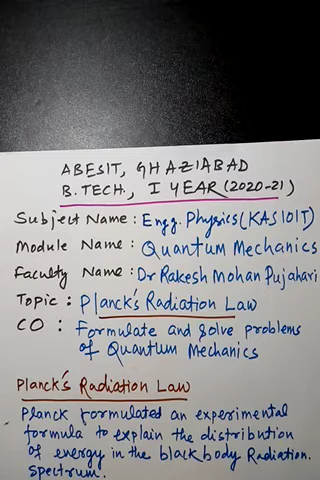 ABESIT, GHAZIABAD
B.TECH., I YEAR (2020-21)
Subject Name : Engg. Physics (KAS101T)
Module Name : Quantum Mechanics
Faculty Name : Dr Rakesh Mohan Pujahari
Topic : Planck's Radiation Law
CO : Formulate and solve problems
of Quantum Mechanics
Planck's Radiation Law
Planck formulated an experimental
formula to explain the distribution
of energy in the black body Radiation.
Spectrum.